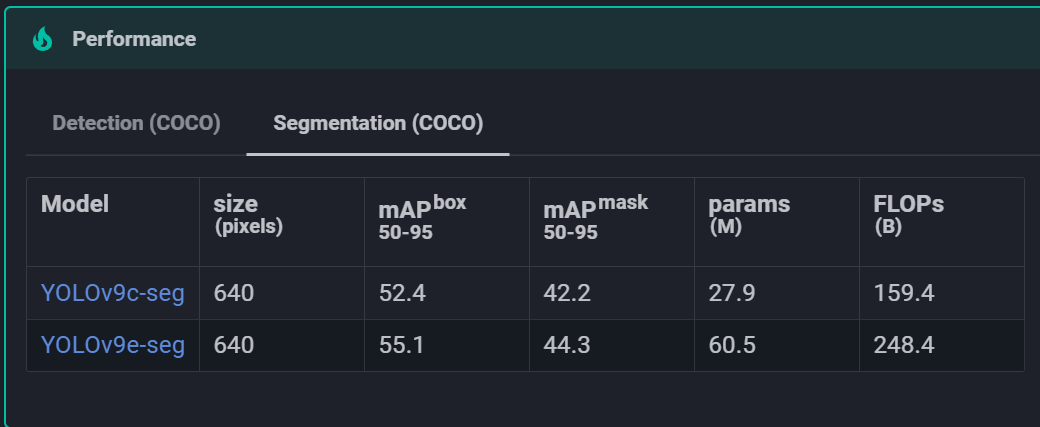 Performance
Detection (COCO) Segmentation (COCO)
Model size (pixels) mAP^box 50-95 mAP^mask 50-95 params (M) FLOPs (B)
YOLOv9c-seg 640 52.4 42.2 27.9 159.4
YOLOv9e-seg 640 55.1 44.3 60.5 248.4